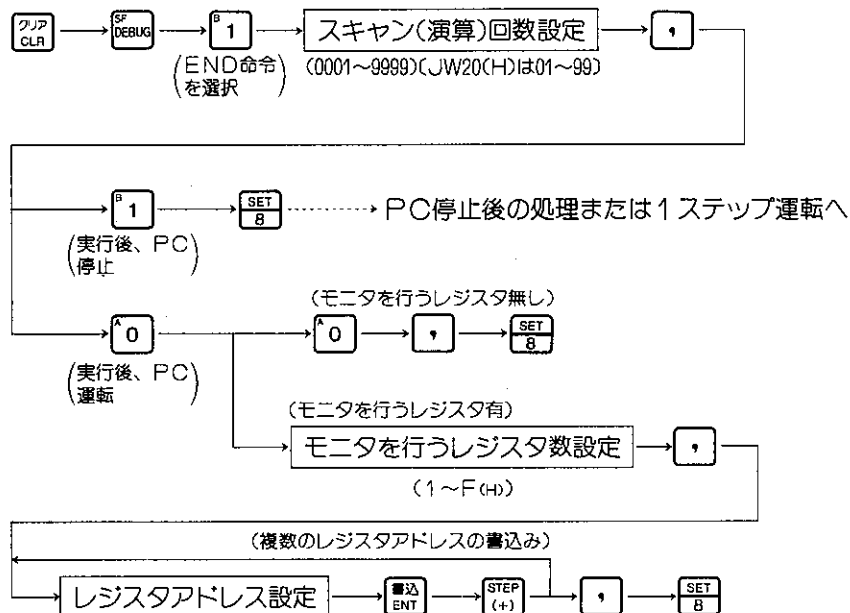 クリア
CLR
SF
DEBUG
B
1
スキャン(演算)回数設定
,
(END命令を選択)
(0001~9999)(JW20(H)は01~99)
B
1
SET
8
PC停止後の処理または1ステップ運転へ
(実行後、PC停止)
(モニタを行うレジスタ無し)
A
0
A
0
,
SET
8
(実行後、PC運転)
(モニタを行うレジスタ有)
モニタを行うレジスタ数設定
,
(1~F(H))
(複数のレジスタアドレスの書込み)
レジスタアドレス設定
書込
ENT
STEP
(+)
,
SET
8